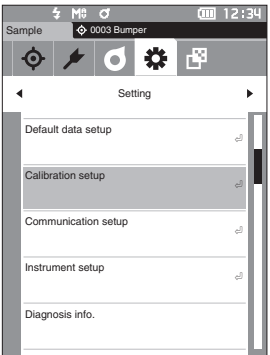 M 12:34
Sample 0003 Bumper
Setting
Default data setup
Calibration setup
Communication setup
Instrument setup
Diagnosis info.